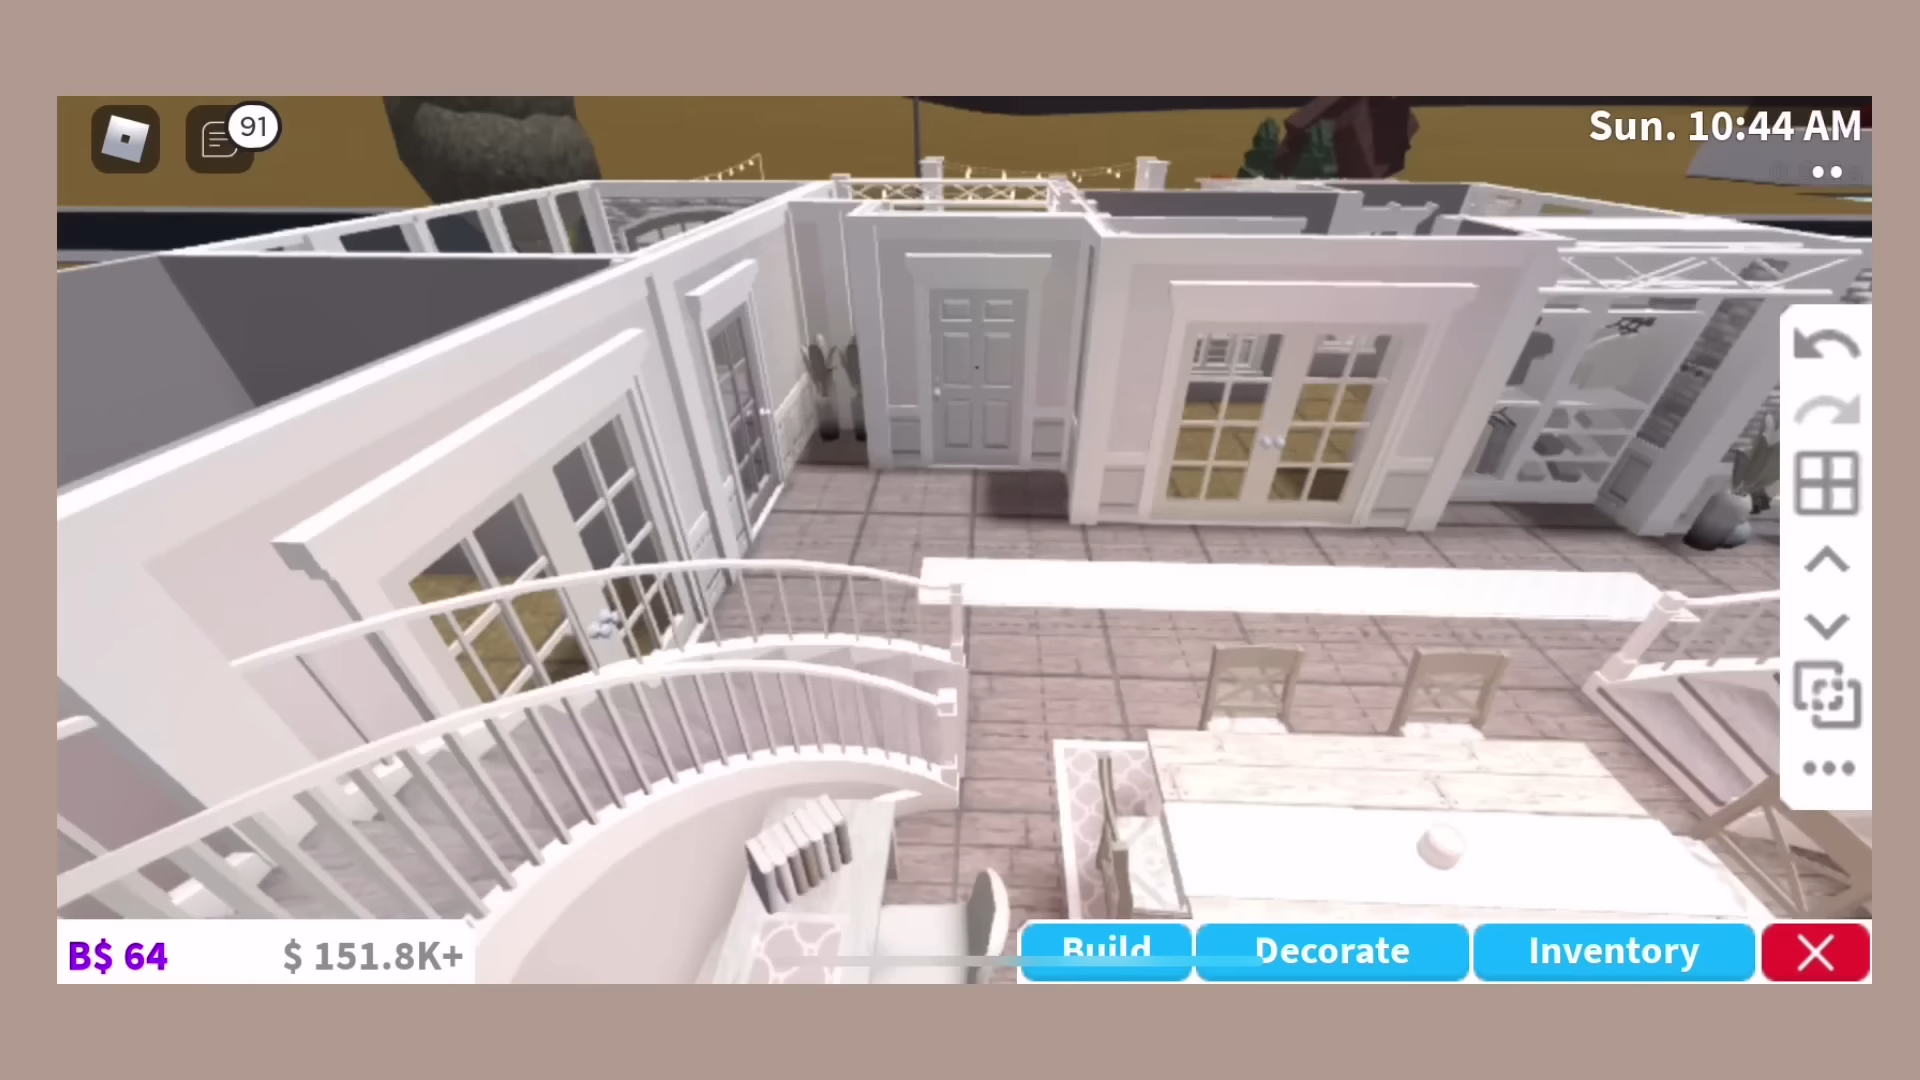 91
Sun. 10:44 AM
B$ 64
$ 151.8K+
Build
Decorate
Inventory